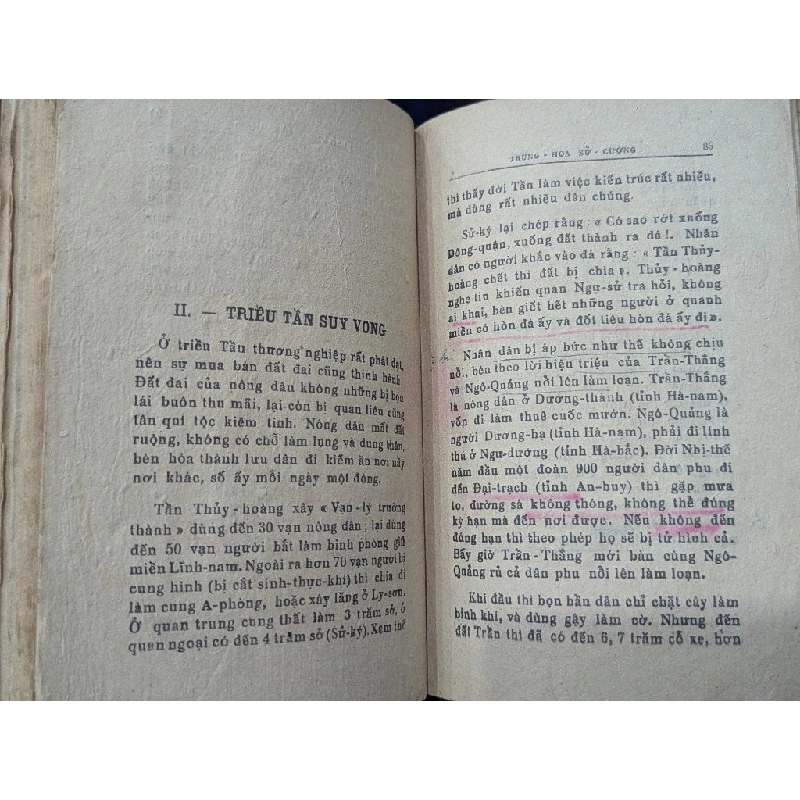 II. — TRIỀU TẦN SUY VONG
Ở triều Tần thương nghiệp rất phát đạt,
nên sự mua bán đất đai cũng thịnh hành.
Đất đai của nông dân không những bị bọn
lái buôn thu mãi, lại còn bị quan liêu cùng
tân quí tộc kiêm tinh. Nông dân mất đất
ruộng, không có chỗ làm lụng và dung thân,
bèn hóa thành lưu dân đi kiếm ăn nơi này
nơi khác, số ấy mỗi ngày một đông.
Tần Thủy-hoàng xây « Vạn-lý trường
thành » dùng đến 30 vạn nông dân; lại dùng
đến 50 vạn người bắt làm binh phòng giữ
miền Lĩnh-nam. Ngoài ra hơn 70 vạn người bị
cung hình (bị cắt sinh-thực-khí) thì chia đi
làm cung A-phòng, hoặc xây lăng ở Ly-sơn,
Ở quan trung cung thất làm 3 trăm sở, ở
quan ngoại có đến 4 trăm sở (Sử-ký). Xem thế
TRUNG - HOA SỬ - CƯƠNG 85
thì thấy đời Tần làm việc kiến trúc rất nhiều,
mà dùng rất nhiều dân chúng.
Sử-ký lại chép rằng: « Có sao rớt xuống
Đông-quận, xuống đất thành ra đá!. Nhân
dân có người khắc vào đá rằng: « Tần Thủy-
hoàng chết thì đất bị chia ». Thủy-hoàng
nghe tin khiến quan Ngự-sử tra hỏi, không
ai khai, bèn giết hết những người ở quanh
miền có hòn đá ấy và đốt tiêu hòn đá ấy đi».
Nhân dân bị áp bức như thế không chịu
nỗi, bèn theo lời hiệu triệu của Trần-Thắng
và Ngô-Quảng nổi lên làm loạn. Trần-Thắng
là nông dân ở Dương-thành (tỉnh Hà-nam),
vốn đi làm thuê cuốc mướn. Ngô-Quảng là
người Dương-hạ (tỉnh Hà-nam), phải đi lính
thú ở Ngư-dương (tỉnh Hà-bắc). Đời Nhị-thế
năm đầu một đoàn 900 người dân phu đi
đến Đại-trạch (tỉnh An-huy) thì gặp mưa
to, đường sá không thông, không thể đúng
kỳ hạn mà đến nơi được. Nếu không đến
đúng hạn thì theo phép họ sẽ bị tử hình cả.
Bấy giờ Trần-Thắng mới bàn cùng Ngô-
Quảng rủ cả dân phu nổi lên làm loạn.
Khi đầu thì bọn bần dân chỉ chặt cây làm
binh khí, và dùng gậy làm cờ. Nhưng đến
đất Trần thì đã có đến 6, 7 trăm cỗ xe, hơn